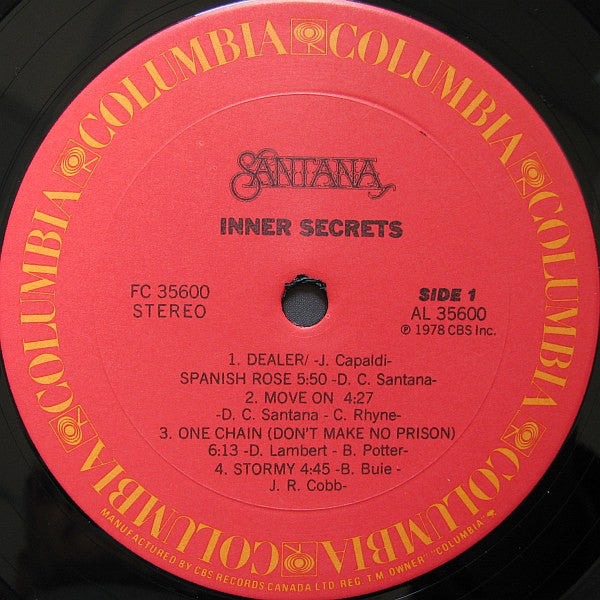 COLUMBIA COLUMBIA COLUMBIA COLUMBIA COLUMBIA COLUMBIA COLUMBIA COLUMBIA
SANTANA
INNER SECRETS
FC 35600
STEREO
SIDE 1
AL 35600
℗ 1978 CBS Inc.
1. DEALER/ -J. Capaldi-
SPANISH ROSE 5:50 -D. C. Santana-
2. MOVE ON 4:27
-D. C. Santana - C. Rhyne-
3. ONE CHAIN (DON'T MAKE NO PRISON)
6:13 -D. Lambert - B. Potter-
4. STORMY 4:45 -B. Buie -
J. R. Cobb-
MANUFACTURED BY CBS RECORDS CANADA LTD. REG. T.M. OWNER "COLUMBIA"